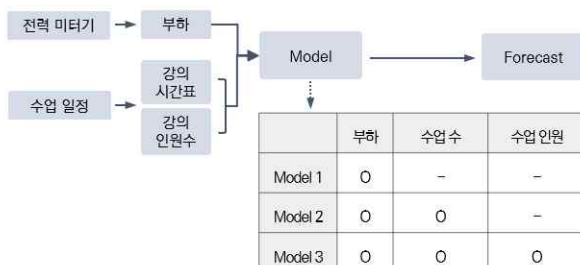 전력 미터기
부하
Model
Forecast
수업 일정
강의
시간표
강의
인원수
부하 수업 수 수업 인원
Model 1 O - -
Model 2 O O -
Model 3 O O O